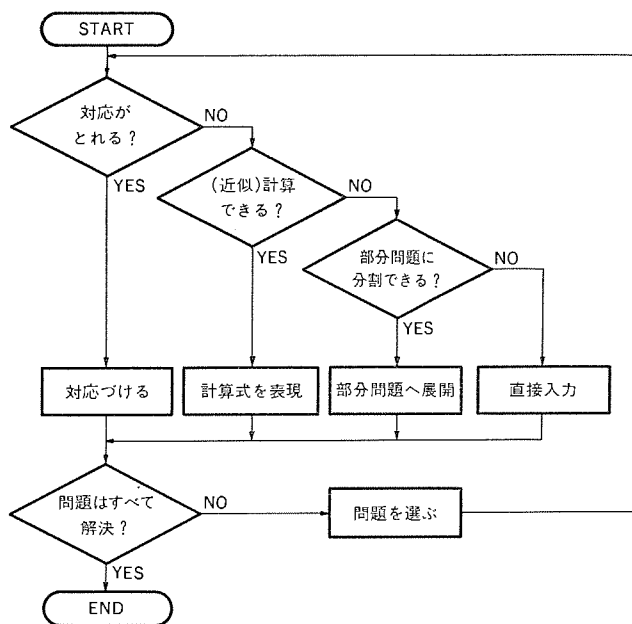 START
対応が
とれる？
NO
YES
(近似)計算
できる？
NO
YES
部分問題に
分割できる？
NO
YES
対応づける
計算式を表現
部分問題へ展開
直接入力
問題はすべて
解決？
NO
問題を選ぶ
YES
END